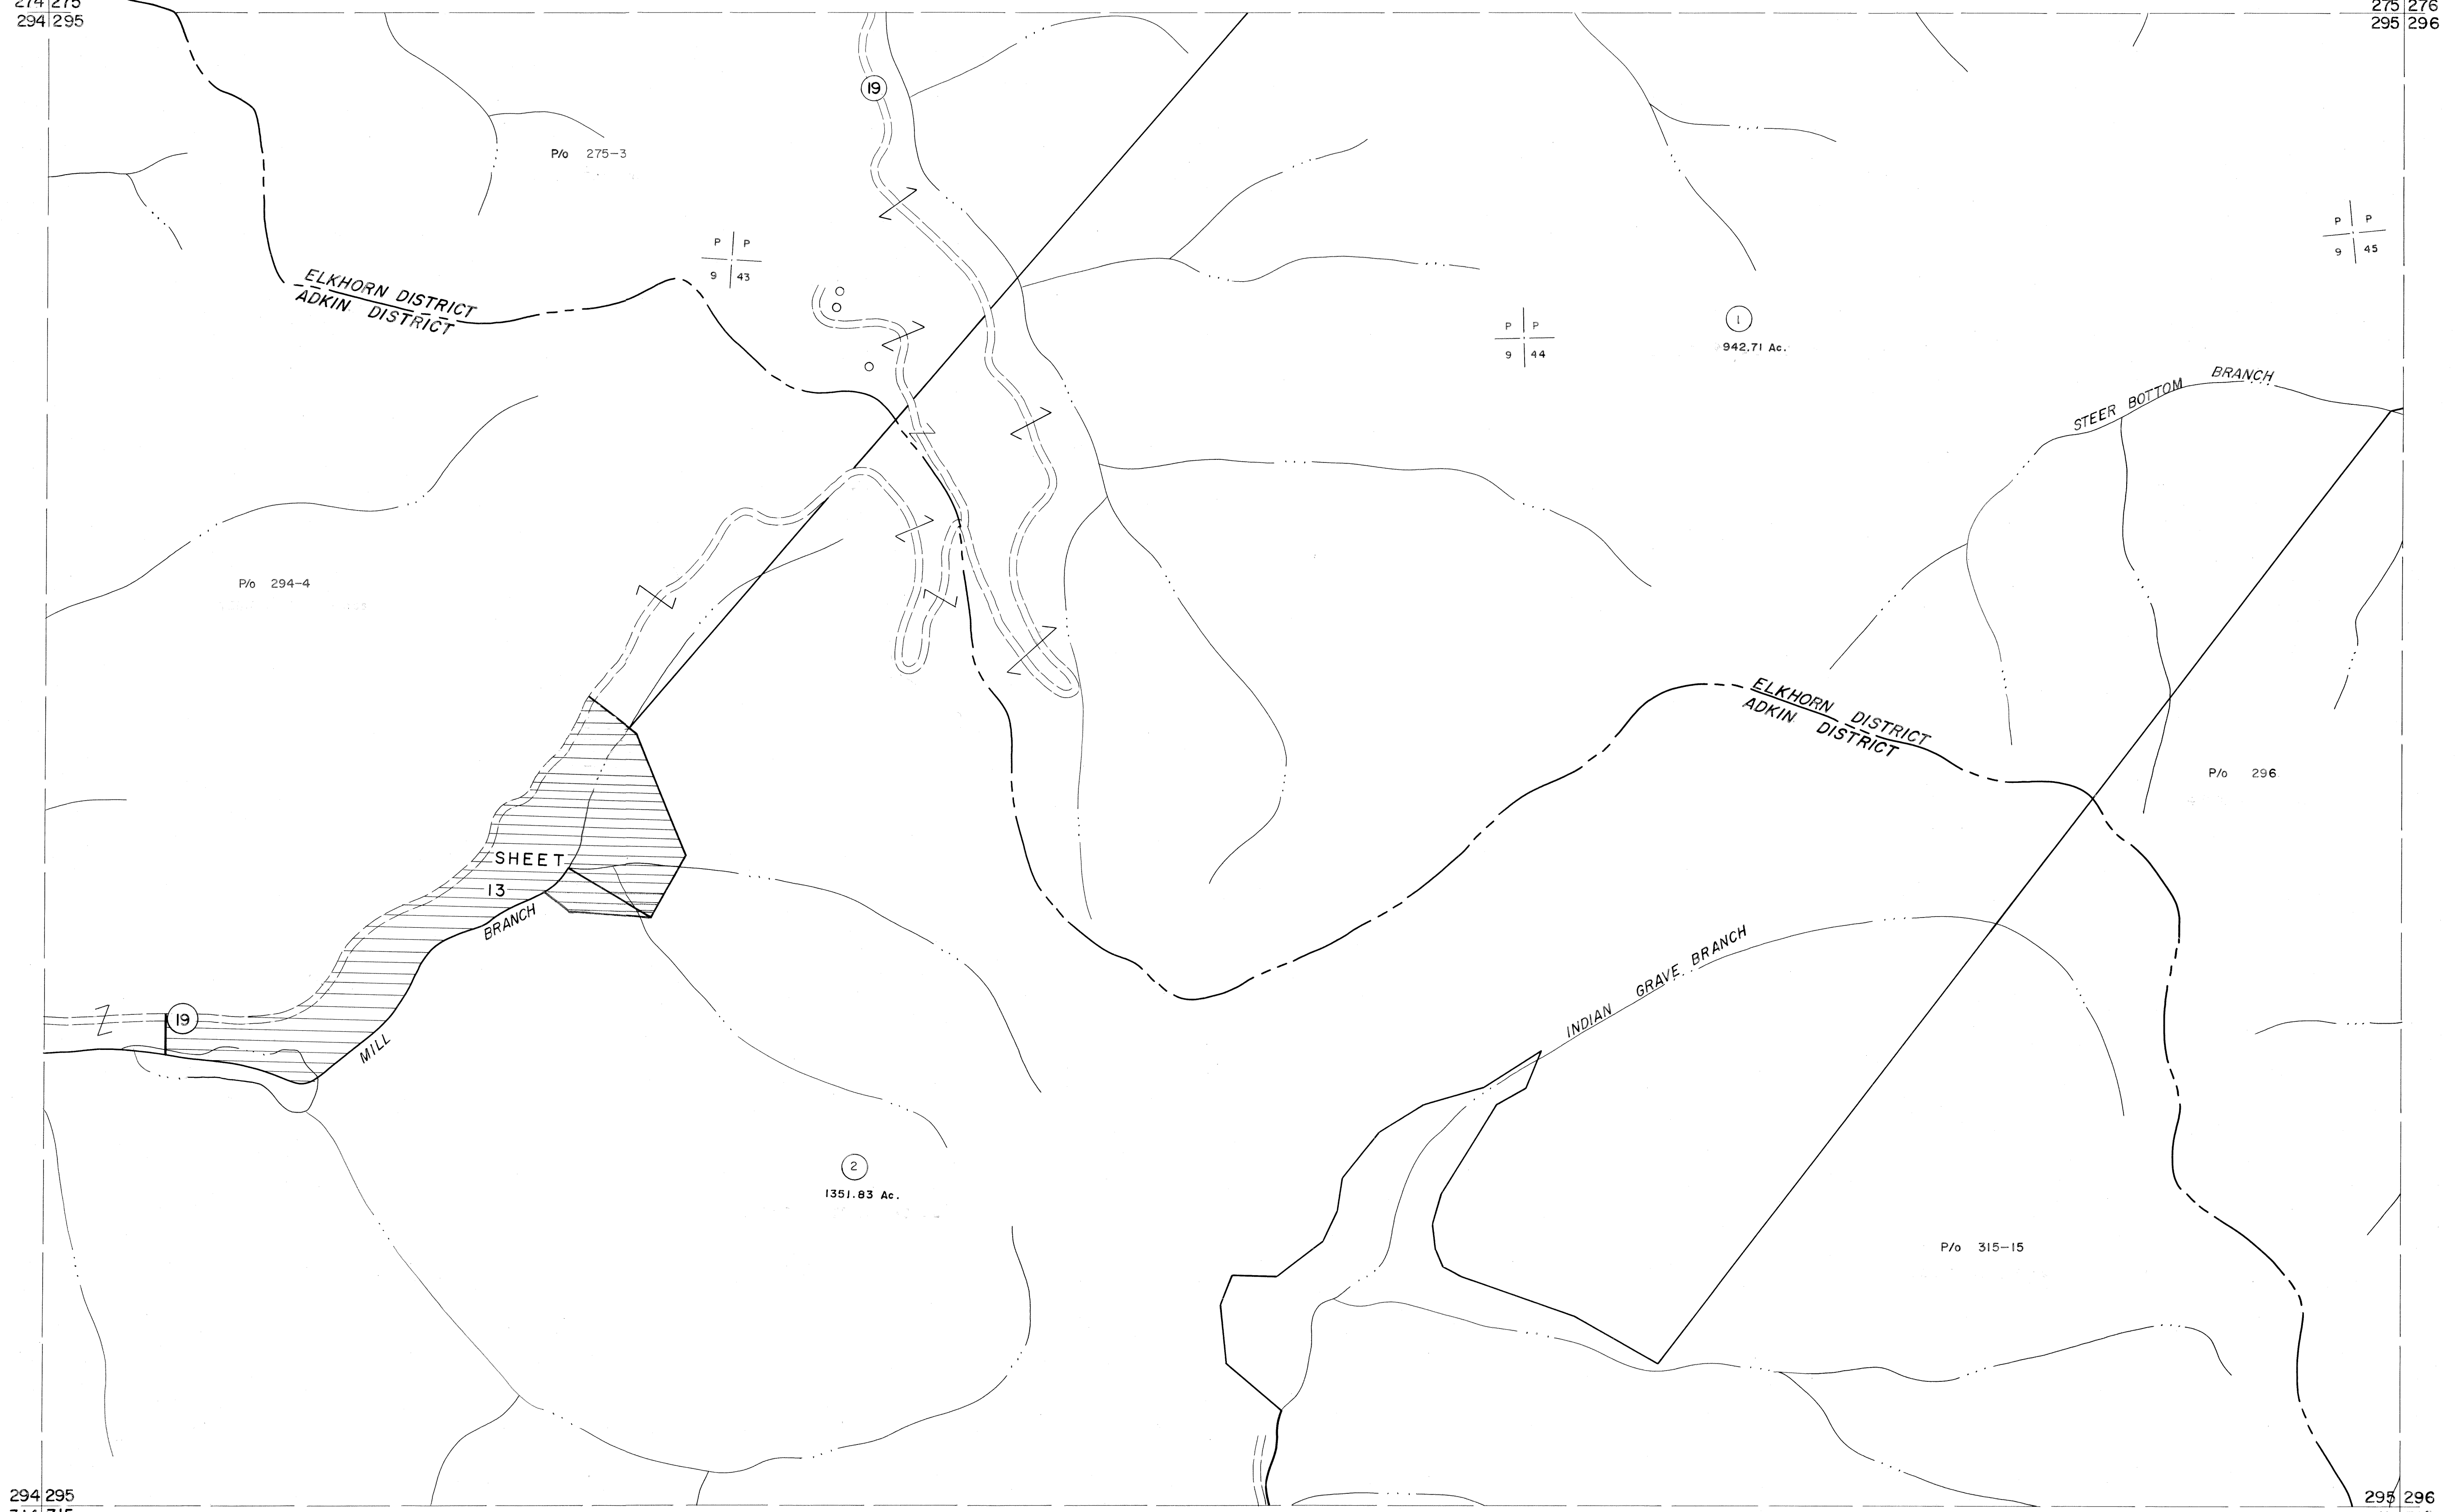 274 275
294 295
275 276
295 296
19
P/o 275-3
P P
9 43
P P
9 45
ELKHORN DISTRICT
ADKIN DISTRICT
P P
9 44
1
942.71 Ac.
STEER BOTTOM BRANCH
P/o 294-4
ELKHORN DISTRICT
ADKIN DISTRICT
P/o 296
SHEET
13
MILL BRANCH
INDIAN GRAVE BRANCH
19
2
1351.83 Ac.
P/o 315-15
294 295
295 296